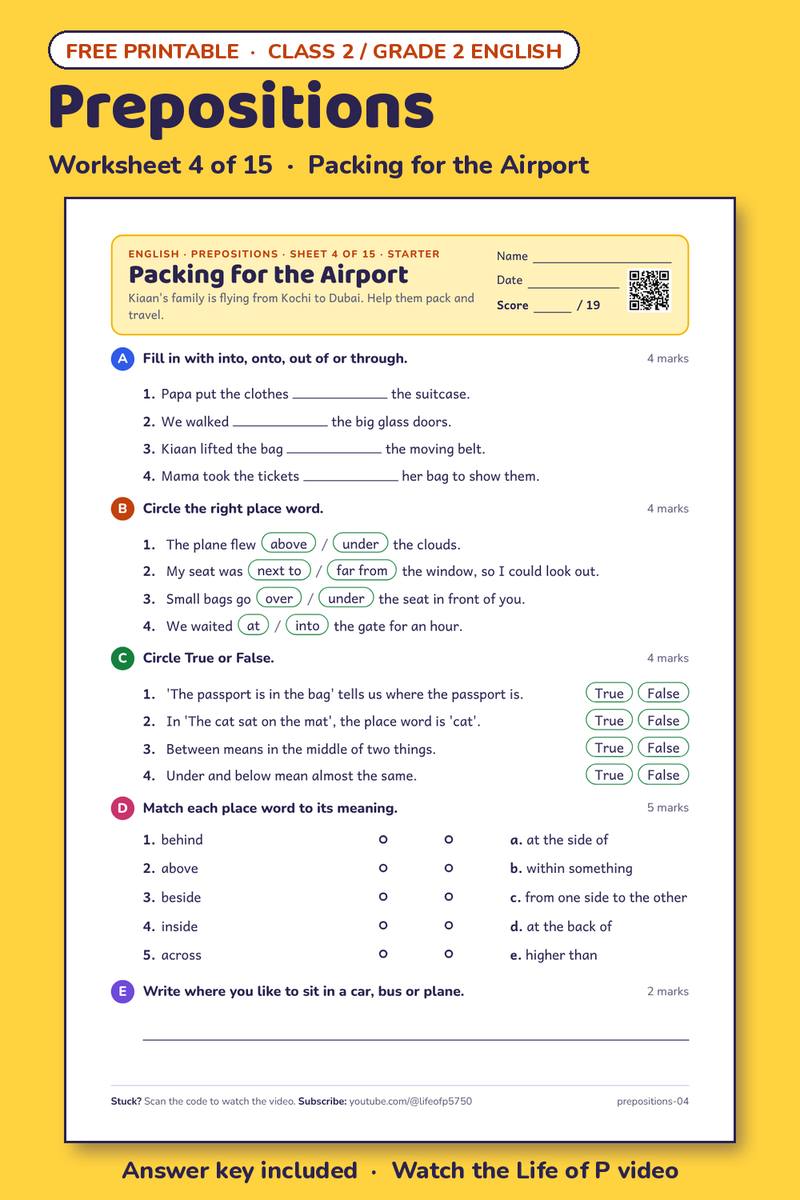 FREE PRINTABLE · CLASS 2 / GRADE 2 ENGLISH
Prepositions
Worksheet 4 of 15 · Packing for the Airport
ENGLISH · PREPOSITIONS · SHEET 4 OF 15 · STARTER
Packing for the Airport
Kiaan's family is flying from Kochi to Dubai. Help them pack and
travel.
Name ____________________
Date ____________________
Score ______ / 19
A Fill in with into, onto, out of or through. 4 marks
1. Papa put the clothes ______________ the suitcase.
2. We walked ______________ the big glass doors.
3. Kiaan lifted the bag ______________ the moving belt.
4. Mama took the tickets ______________ her bag to show them.
B Circle the right place word. 4 marks
1. The plane flew above / under the clouds.
2. My seat was next to / far from the window, so I could look out.
3. Small bags go over / under the seat in front of you.
4. We waited at / into the gate for an hour.
C Circle True or False. 4 marks
1. 'The passport is in the bag' tells us where the passport is. True False
2. In 'The cat sat on the mat', the place word is 'cat'. True False
3. Between means in the middle of two things. True False
4. Under and below mean almost the same. True False
D Match each place word to its meaning. 5 marks
1. behind a. at the side of
2. above b. within something
3. beside c. from one side to the other
4. inside d. at the back of
5. across e. higher than
E Write where you like to sit in a car, bus or plane. 2 marks
Stuck? Scan the code to watch the video. Subscribe: youtube.com/@lifeofp5750 prepositions-04
Answer key included · Watch the Life of P video